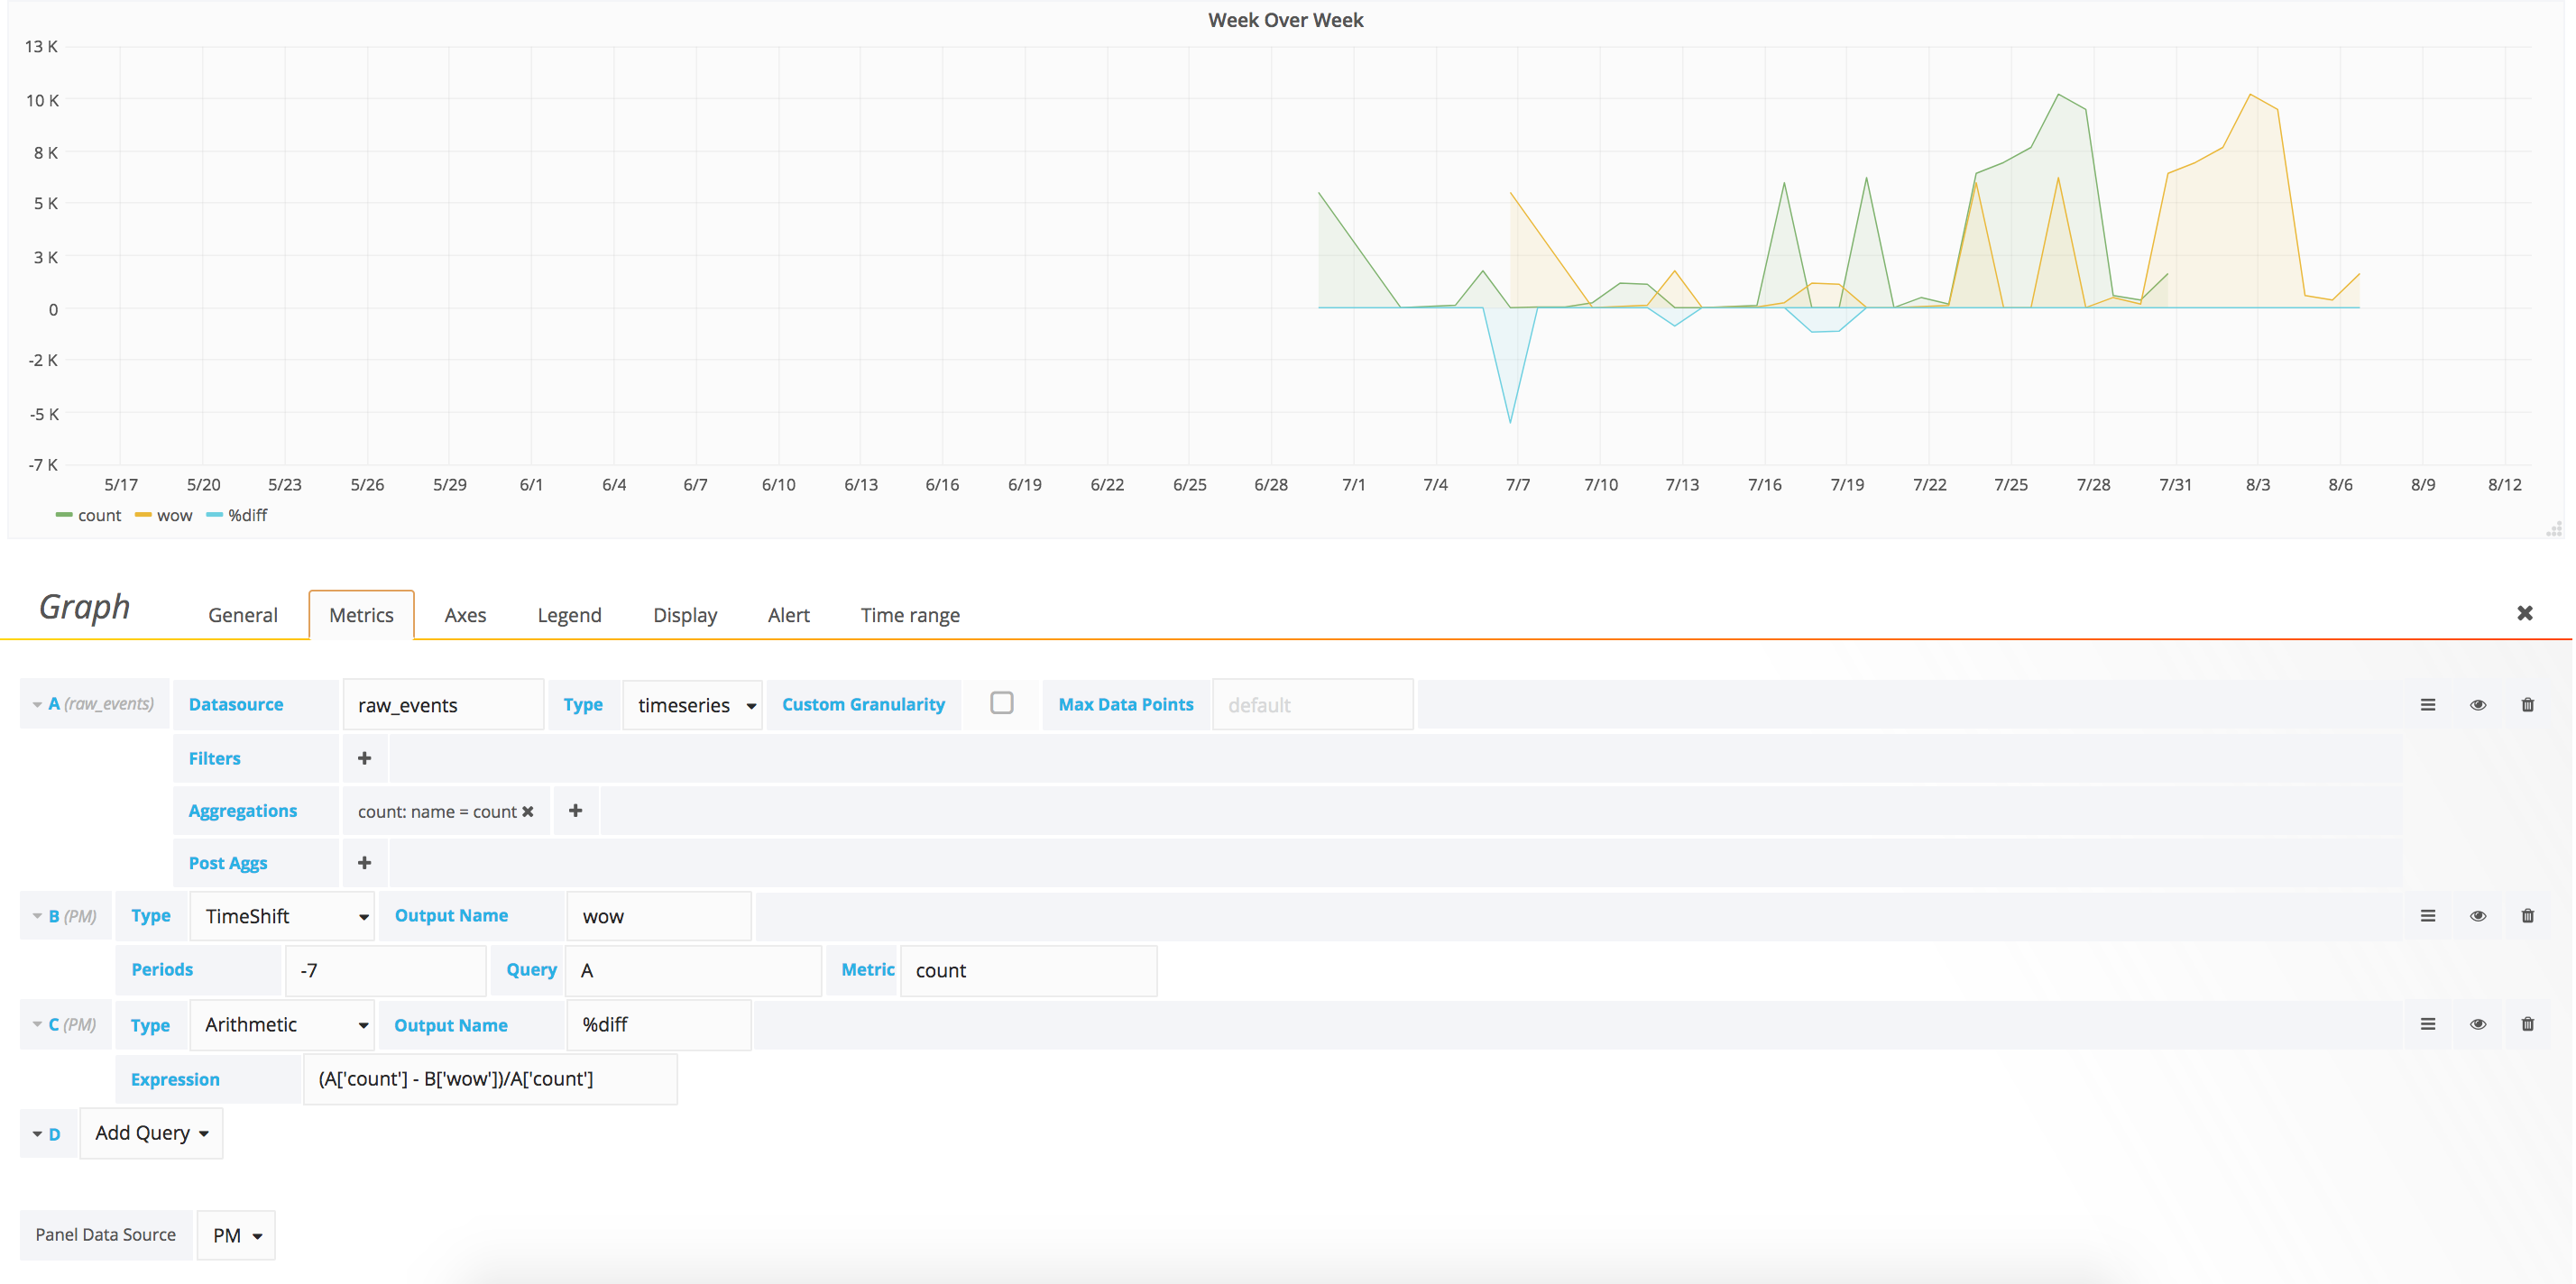 Week Over Week
13 K
10 K
8 K
5 K
3 K
0
-2 K
-5 K
-7 K
5/17 5/20 5/23 5/26 5/29 6/1 6/4 6/7 6/10 6/13 6/16 6/19 6/22 6/25 6/28 7/1 7/4 7/7 7/10 7/13 7/16 7/19 7/22 7/25 7/28 7/31 8/3 8/6 8/9 8/12
count wow %diff
Graph General Metrics Axes Legend Display Alert Time range
A (raw_events) Datasource raw_events Type timeseries Custom Granularity Max Data Points default
Filters
Aggregations count: name = count
Post Aggs
B (PM) Type TimeShift Output Name wow
Periods -7 Query A Metric count
C (PM) Type Arithmetic Output Name %diff
Expression (A['count'] - B['wow'])/A['count']
D Add Query
Panel Data Source PM